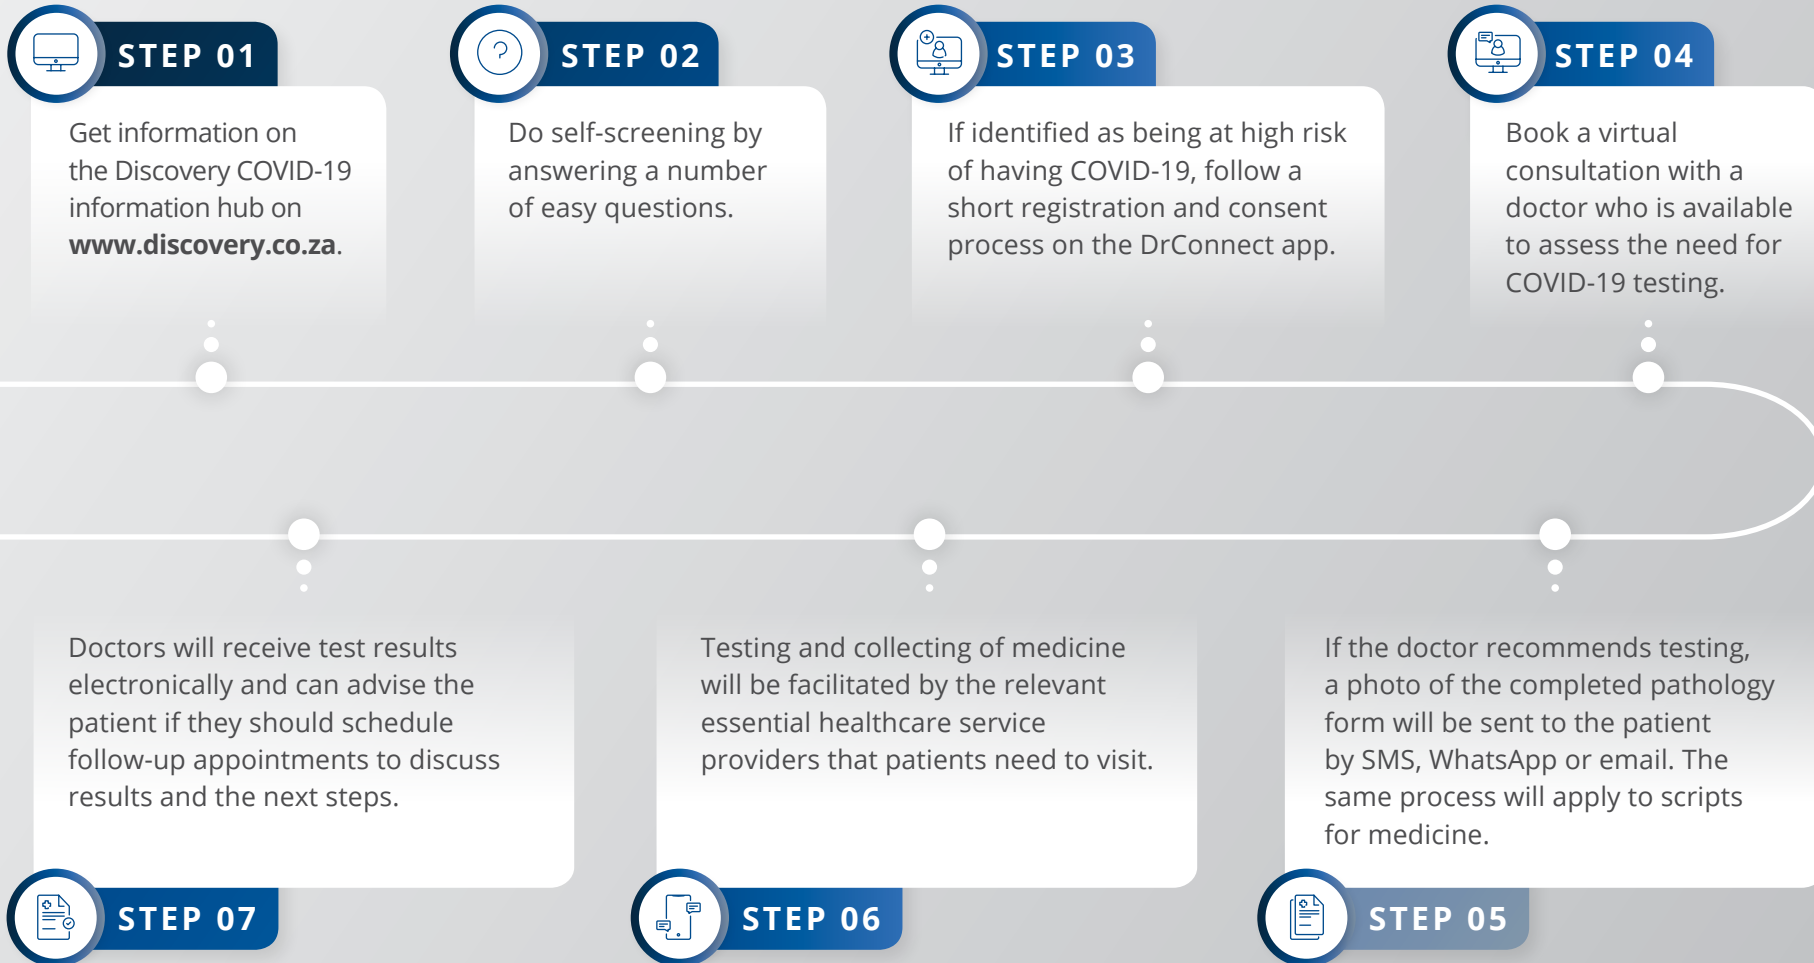 STEP 01
Get information on
the Discovery COVID-19
information hub on
www.discovery.co.za.
STEP 02
Do self-screening by
answering a number
of easy questions.
STEP 03
If identified as being at high risk
of having COVID-19, follow a
short registration and consent
process on the DrConnect app.
STEP 04
Book a virtual
consultation with a
doctor who is available
to assess the need for
COVID-19 testing.
If the doctor recommends testing,
a photo of the completed pathology
form will be sent to the patient
by SMS, WhatsApp or email. The
same process will apply to scripts
for medicine.
STEP 05
Testing and collecting of medicine
will be facilitated by the relevant
essential healthcare service
providers that patients need to visit.
STEP 06
Doctors will receive test results
electronically and can advise the
patient if they should schedule
follow-up appointments to discuss
results and the next steps.
STEP 07